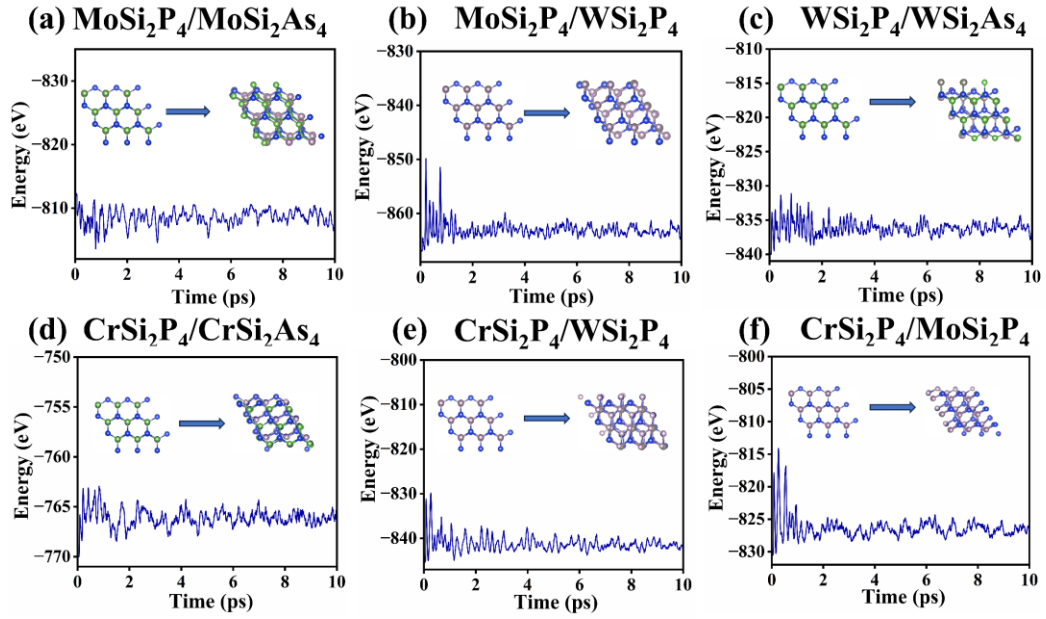 (a) MoSi₂P₄/MoSi₂As₄
−830
−820
−810
Energy (eV)
0 2 4 6 8 10
Time (ps)
(b) MoSi₂P₄/WSi₂P₄
−830
−840
−850
−860
Energy (eV)
0 2 4 6 8 10
Time (ps)
(c) WSi₂P₄/WSi₂As₄
−810
−815
−820
−825
−830
−835
−840
Energy (eV)
0 2 4 6 8 10
Time (ps)
(d) CrSi₂P₄/CrSi₂As₄
−750
−755
−760
−765
−770
Energy (eV)
0 2 4 6 8 10
Time (ps)
(e) CrSi₂P₄/WSi₂P₄
−800
−810
−820
−830
−840
Energy (eV)
0 2 4 6 8 10
Time (ps)
(f) CrSi₂P₄/MoSi₂P₄
−800
−805
−810
−815
−820
−825
−830
Energy (eV)
0 2 4 6 8 10
Time (ps)